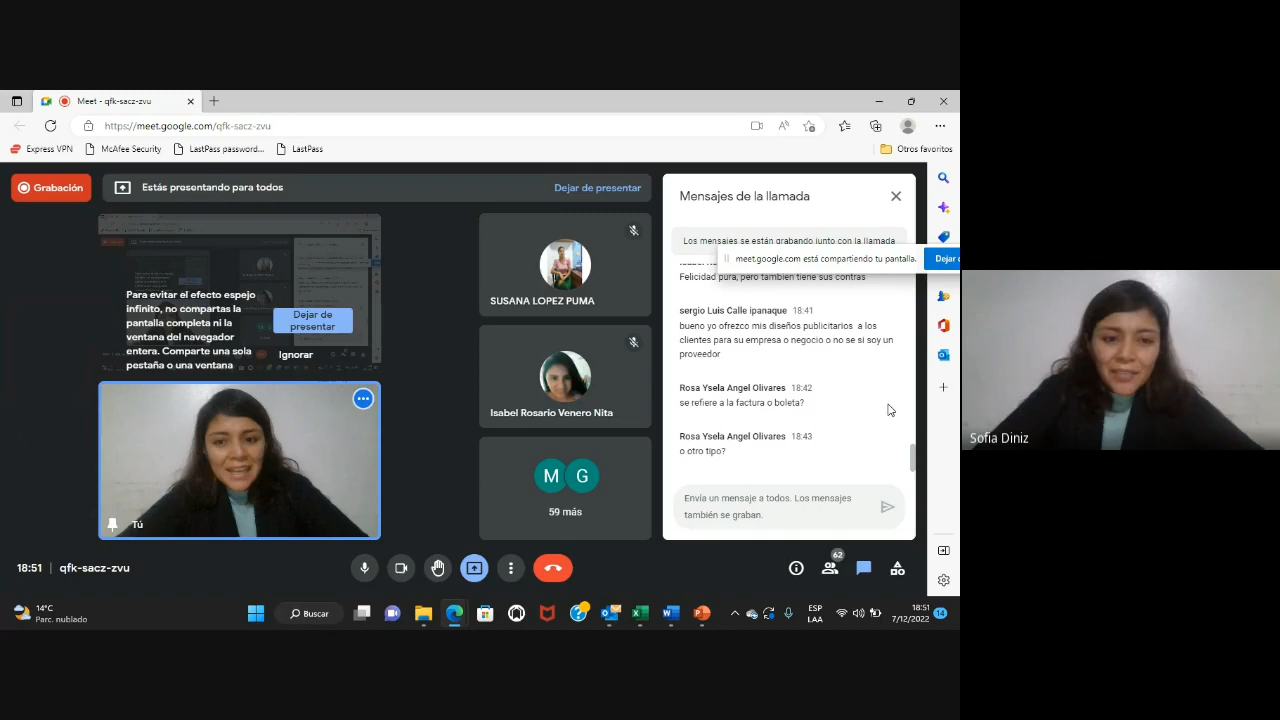 Meet - qfk-sacz-zvu
https://meet.google.com/qfk-sacz-zvu
Express VPN
McAfee Security
LastPass password...
LastPass
Otros favoritos
Grabación
Estás presentando para todos
Dejar de presentar
Para evitar el efecto espejo
infinito, no compartas la
pantalla completa ni la
ventana del navegador
entera. Comparte una sola
pestaña o una ventana
Dejar de
presentar
Ignorar
Tú
SUSANA LOPEZ PUMA
Isabel Rosario Venero Nita
M G
59 más
Mensajes de la llamada
Los mensajes se están grabando junto con la llamada
meet.google.com está compartiendo tu pantalla.
Dejar
Felicidad pura, pero tambien tiene sus contras
sergio Luis Calle ipanaque 18:41
bueno yo ofrezco mis diseños publicitarios a los
clientes para su empresa o negocio o no se si soy un
proveedor
Rosa Ysela Angel Olivares 18:42
se refiere a la factura o boleta?
Rosa Ysela Angel Olivares 18:43
o otro tipo?
Envía un mensaje a todos. Los mensajes
también se graban.
Sofia Diniz
18:51 | qfk-sacz-zvu
62
14°C
Parc. nublado
Buscar
ESP
LAA
18:51
7/12/2022
14